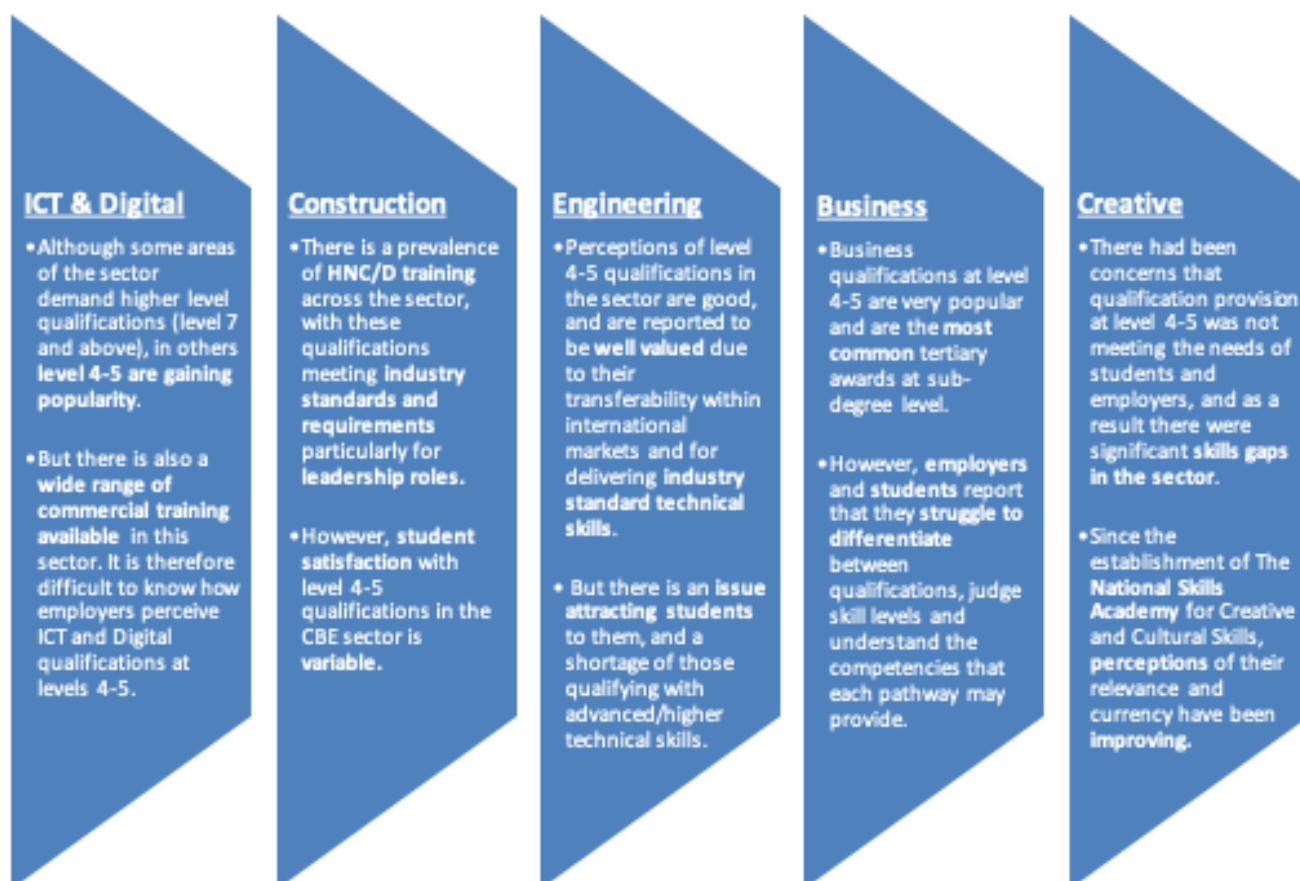 ICT & Digital
•Although some areas
of the sector
demand higher level
qualifications (level 7
and above), in others
level 4-5 are gaining
popularity.
•But there is also a
wide range of
commercial training
available in this
sector. It is therefore
difficult to know how
employers perceive
ICT and Digital
qualifications at
levels 4-5.
Construction
•There is a prevalence
of HNC/D training
across the sector,
with these
qualifications
meeting industry
standards and
requirements
particularly for
leadership roles.
•However, student
satisfaction with
level 4-5
qualifications in the
CBE sector is
variable.
Engineering
•Perceptions of level
4-5 qualifications in
the sector are good,
and are reported to
be well valued due
to their
transferability within
international
markets and for
delivering industry
standard technical
skills.
• But there is an issue
attracting students
to them, and a
shortage of those
qualifying with
advanced/higher
technical skills.
Business
•Business
qualifications at level
4-5 are very popular
and are the most
common tertiary
awards at sub-
degree level.
•However, employers
and students report
that they struggle to
differentiate
between
qualifications, judge
skill levels and
understand the
competencies that
each pathway may
provide.
Creative
•There had been
concerns that
qualification provision
at level 4-5 was not
meeting the needs of
students and
employers, and as a
result there were
significant skills gaps
in the sector.
•Since the
establishment of The
National Skills
Academy for Creative
and Cultural Skills,
perceptions of their
relevance and
currency have been
improving.